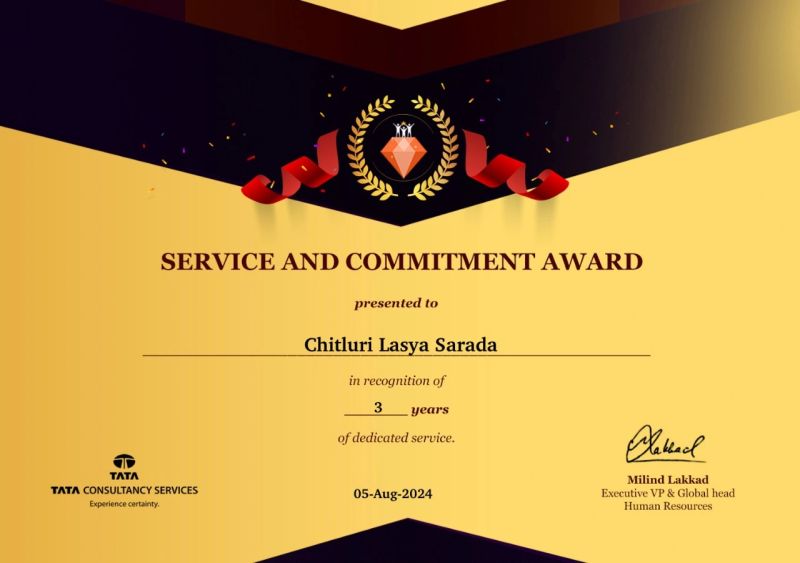 SERVICE AND COMMITMENT AWARD
presented to
Chitluri Lasya Sarada
in recognition of
3 years
of dedicated service.
TATA
TATA CONSULTANCY SERVICES
Experience certainty.
05-Aug-2024
Lakkad
Milind Lakkad
Executive VP & Global head
Human Resources